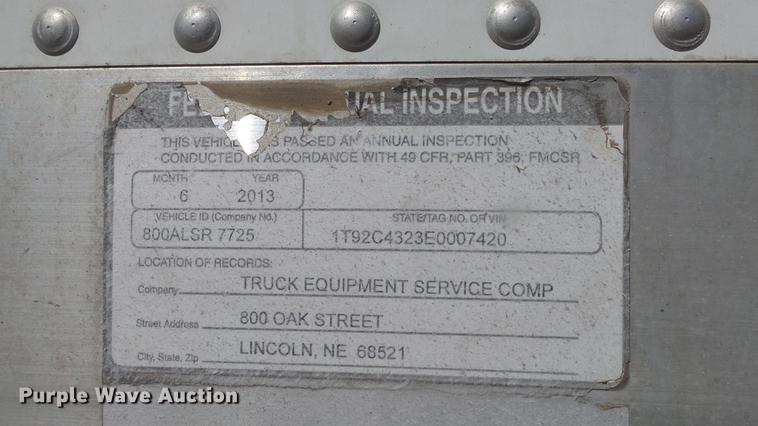 UAL INSPECTION
THIS VEHICLE HAS PASSED AN ANNUAL INSPECTION
CONDUCTED IN ACCORDANCE WITH 49 CFR, PART 396, FMCSR
MONTH YEAR
6 2013
VEHICLE ID (Company No.) STATE/TAG NO. OR VIN
800ALSR 7725 1T92C4323E0007420
LOCATION OF RECORDS:
Company TRUCK EQUIPMENT SERVICE COMP
Street Address 800 OAK STREET
City, State, Zip LINCOLN, NE 68521
Purple Wave Auction